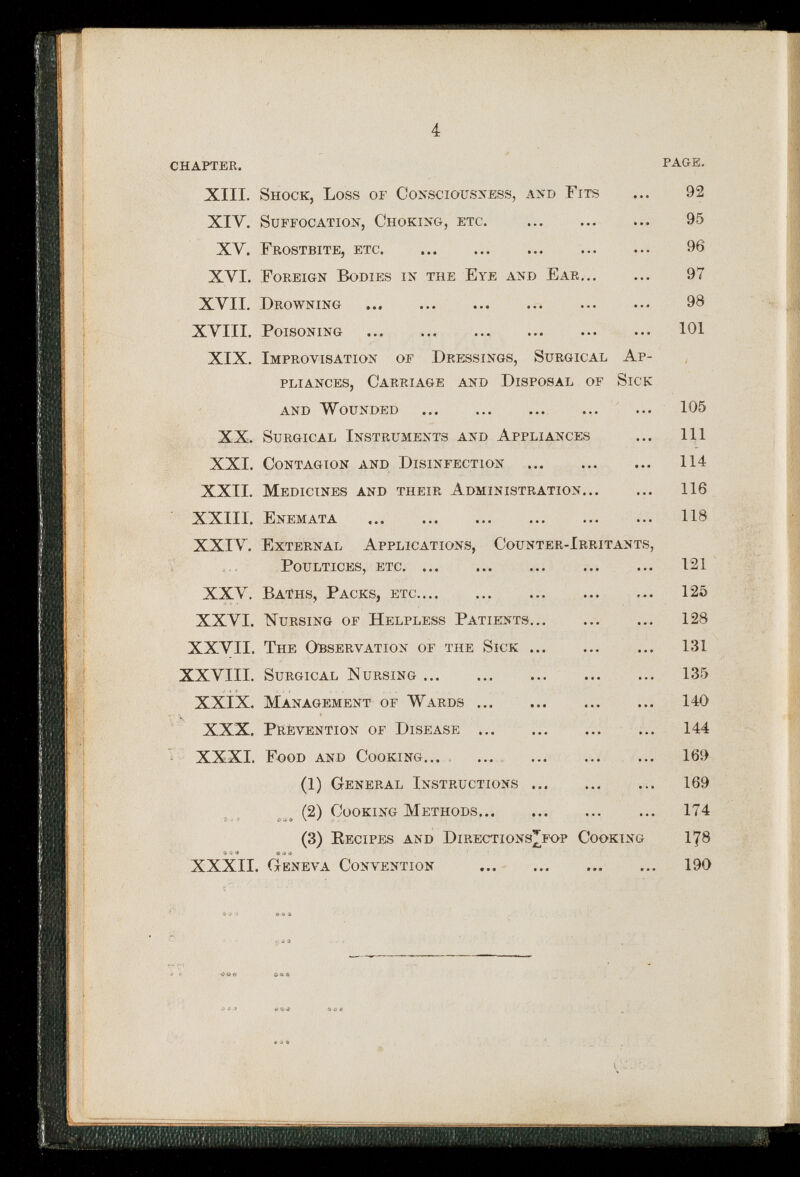 4
CHAPTER. PAGE.
XIII. SHOCK, LOSS OF CONSCIOUSNESS, AND FITS ... 92
XIV. SUFFOCATION, CHOKING, ETC. ... ... ... 95
XV. FROSTBITE, ETC. ... ... ... ... ... 96
XVI. FOREIGN BODIES IN THE EYE AND EAR... ... 97
XVII. DROWNING ... ... ... ... ... ... 98
XVIII. POISONING ... ... ... ... ... ... 101
XIX. IMPROVISATION OF DRESSINGS, SURGICAL AP-
PLIANCES, CARRIAGE AND DISPOSAL OF SICK
AND WOUNDED ... ... ... ... ... 105
XX. SURGICAL INSTRUMENTS AND APPLIANCES ... 111
XXI. CONTAGION AND DISINFECTION ... ... ... 114
XXII. MEDICINES AND THEIR ADMINISTRATION... ... 116
XXIII. ENEMATA ... ... ... ... ... ... 118
XXIV. EXTERNAL APPLICATIONS, COUNTER-IRRITANTS,
POULTICES, ETC. ... ... ... ... ... 121
XXV. BATHS, PACKS, ETC.... ... ... ... ... 125
XXVI. NURSING OF HELPLESS PATIENTS... ... ... 128
XXVII. THE OBSERVATION OF THE SICK ... ... ... 131
XXVIII. SURGICAL NURSING ... ... ... ... ... 135
XXIX. MANAGEMENT OF WARDS ... ... ... ... 140
XXX. PREVENTION OF DISEASE ... ... ... ... 144
XXXI. FOOD AND COOKING... ... ... ... ... 169
(1) GENERAL INSTRUCTIONS ... ... ... 169
(2) COOKING METHODS... ... ... ... 174
(3) RECIPES AND DIRECTIONS FOP COOKING 178
XXXII. GENEVA CONVENTION ... ... ... ... 190